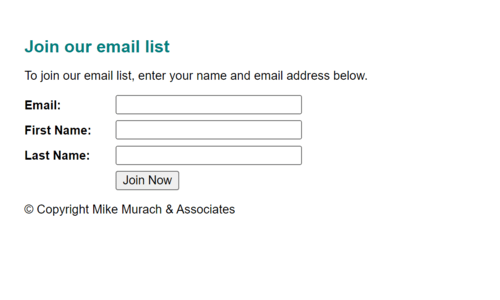 Join our email list
To join our email list, enter your name and email address below.
Email:
First Name:
Last Name:
Join Now
© Copyright Mike Murach & Associates